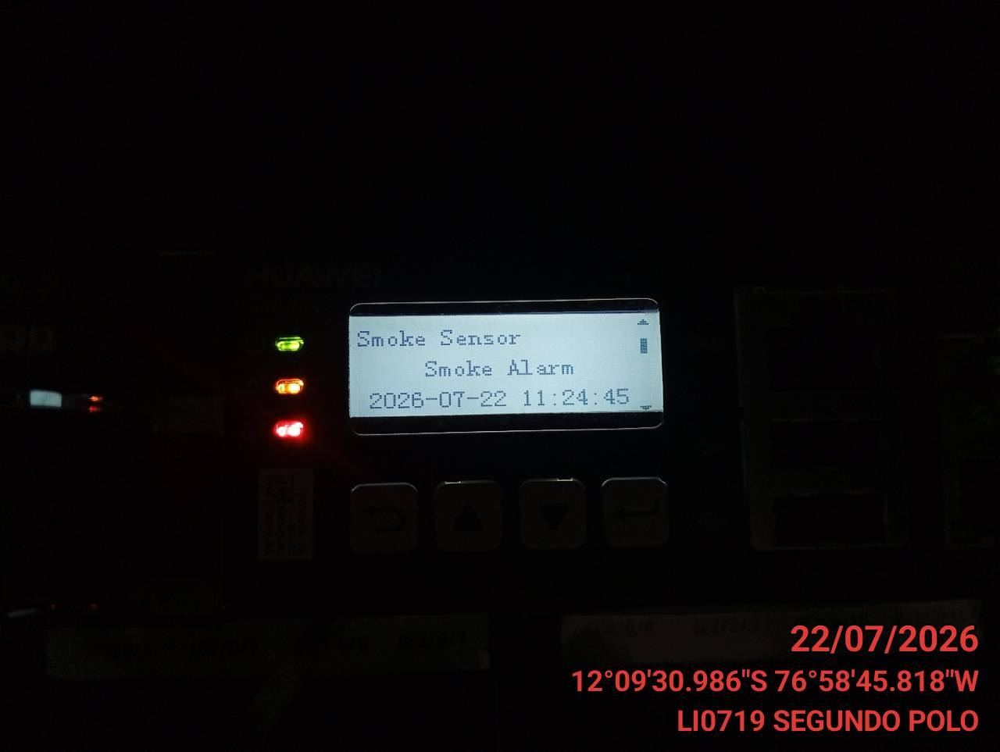 HUAWEI
Smoke Sensor
Smoke Alarm
2026-07-22 11:24:45
22/07/2026
12°09'30.986"S 76°58'45.818"W
LI0719 SEGUNDO POLO